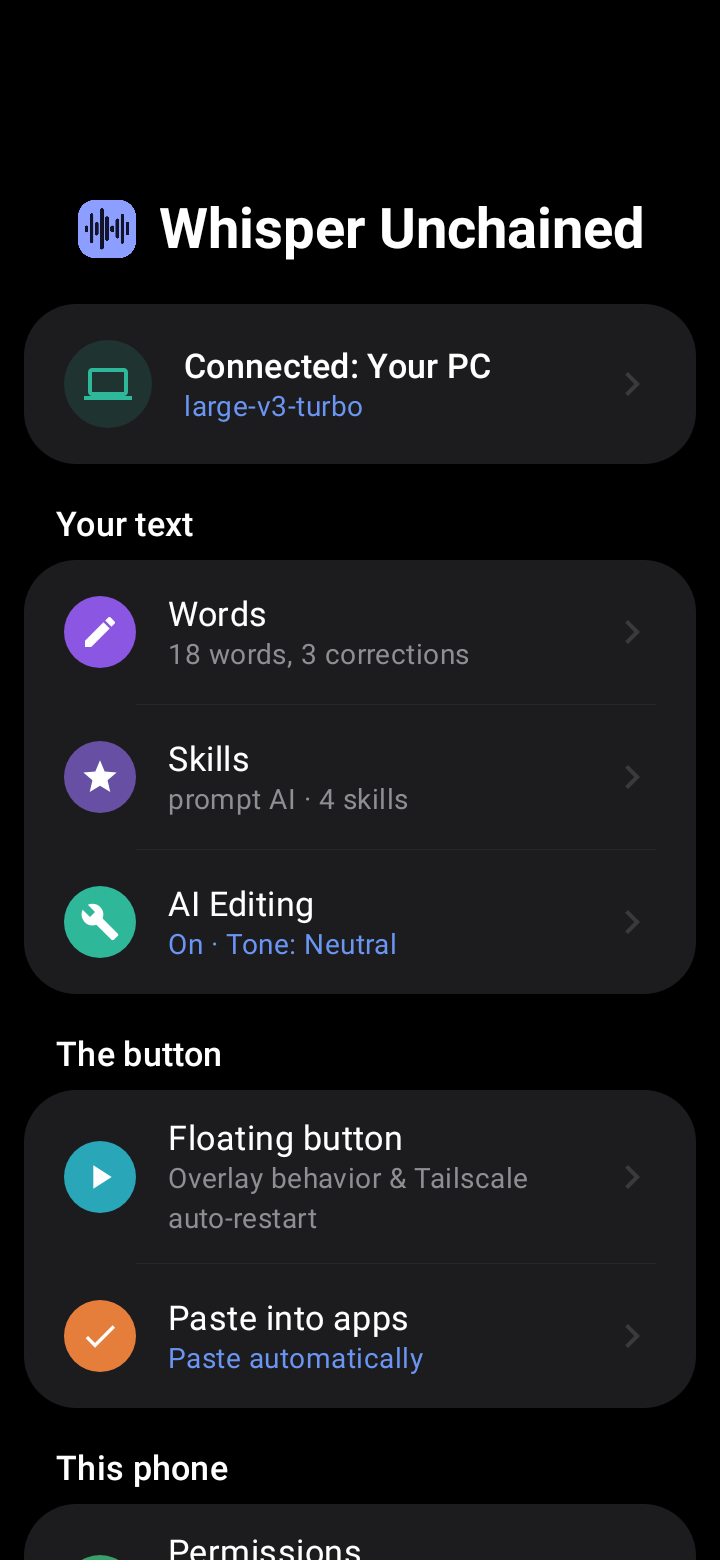 Whisper Unchained
Connected: Your PC
large-v3-turbo
Your text
Words
18 words, 3 corrections
Skills
prompt AI · 4 skills
AI Editing
On · Tone: Neutral
The button
Floating button
Overlay behavior & Tailscale
auto-restart
Paste into apps
Paste automatically
This phone
Permissions